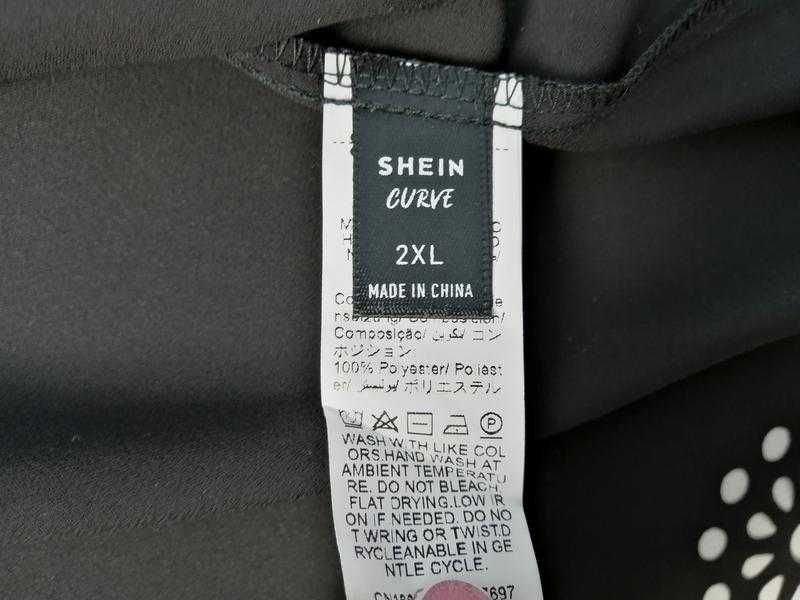 SHEIN
CURVE
2XL
MADE IN CHINA
Composição/ تكوين/ コン
ポジション
100% Polyester/ Poliést
er/ بوليستر/ ポリエステル
WASH WITH LIKE COL
ORS.HAND WASH AT
AMBIENT TEMPERATU
RE. DO NOT BLEACH.
FLAT DRYING.LOW IR
ON IF NEEDED. DO NO
T WRING OR TWIST.D
RYCLEANABLE IN GE
NTLE CYCLE.